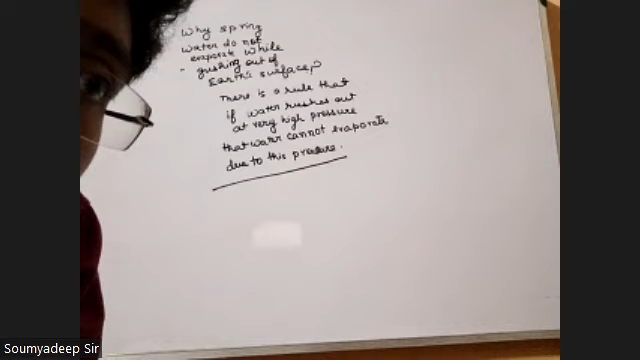 Why spring
water do not
evaporate while
- gushing out of
Earth's surface?
There is a rule that
if water rushes out
at very high pressure
that water cannot evaporate
due to this pressure.
Soumyadeep Sir